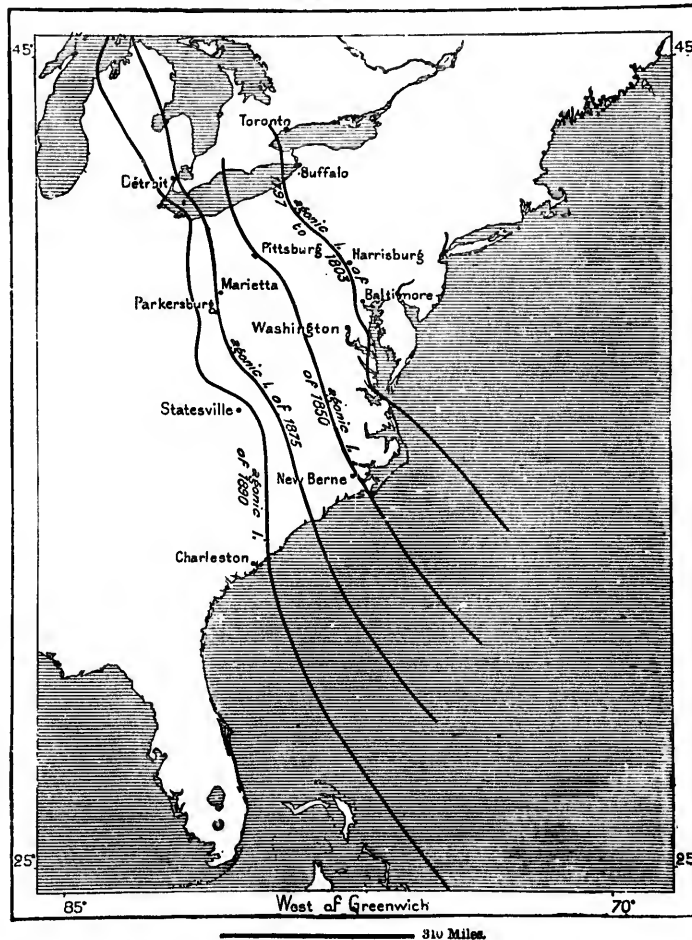 45°
45°
Toronto
Détroit
Buffalo
agonic l. of
1797 to 1803
Pittsburg
Harrisburg
Marietta
Baltimore
Parkersburg
Washington
agonic l. of 1875
agonic l.
of 1850
Statesville
agonic l.
of 1890
New Berne
Charleston
25°
25°
85°
West of Greenwich
70°
310 Miles.